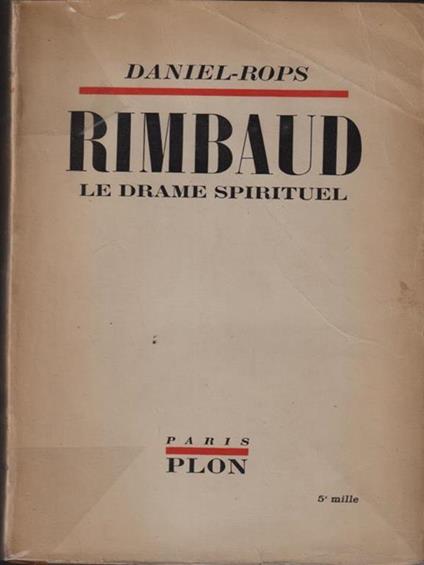 DANIEL-ROPS
RIMBAUD
LE DRAME SPIRITUEL
PARIS
PLON
5e mille